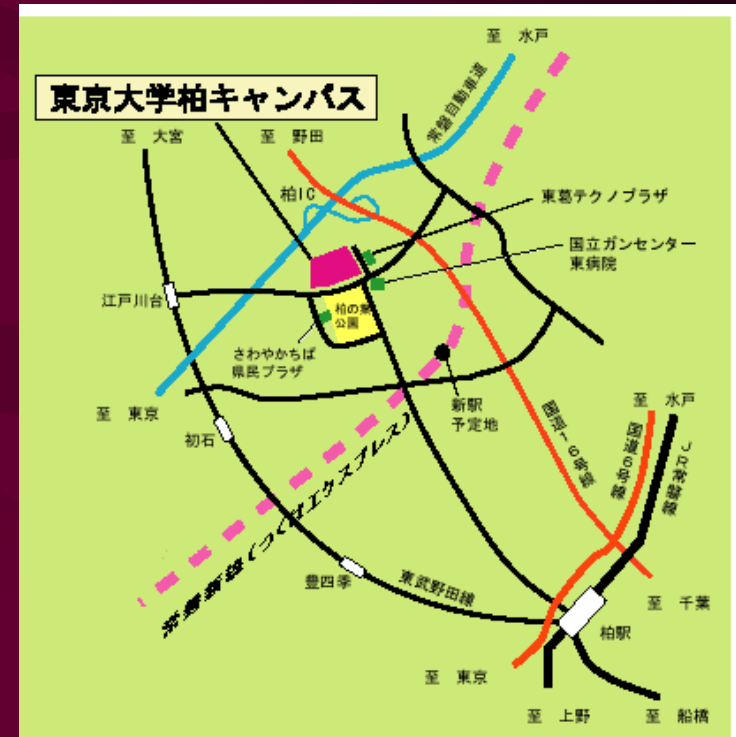 至 水戸
常磐自動車道
東京大学柏キャンパス
至 大宮
至 野田
柏IC
東葛テクノプラザ
国立ガンセンター
東病院
江戸川台
柏の葉
公園
さわやかちば
県民プラザ
新駅
予定地
至 東京
初石
国道16号線
至 水戸
国道6号線
JR常磐線
常磐新線(つくばエクスプレス)
豊四季
東武野田線
至 千葉
柏駅
至 東京
至 上野
至 船橋